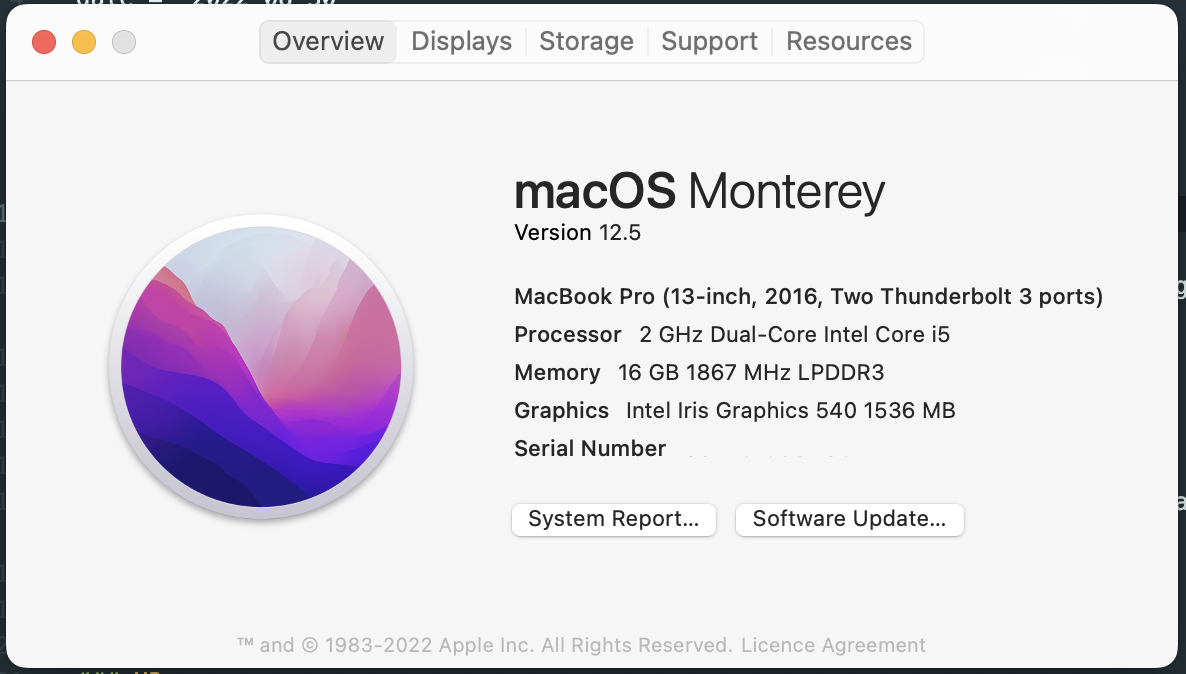 Overview Displays Storage Support Resources
macOS Monterey
Version 12.5
MacBook Pro (13-inch, 2016, Two Thunderbolt 3 ports)
Processor 2 GHz Dual-Core Intel Core i5
Memory 16 GB 1867 MHz LPDDR3
Graphics Intel Iris Graphics 540 1536 MB
Serial Number
System Report... Software Update...
™ and © 1983-2022 Apple Inc. All Rights Reserved. Licence Agreement